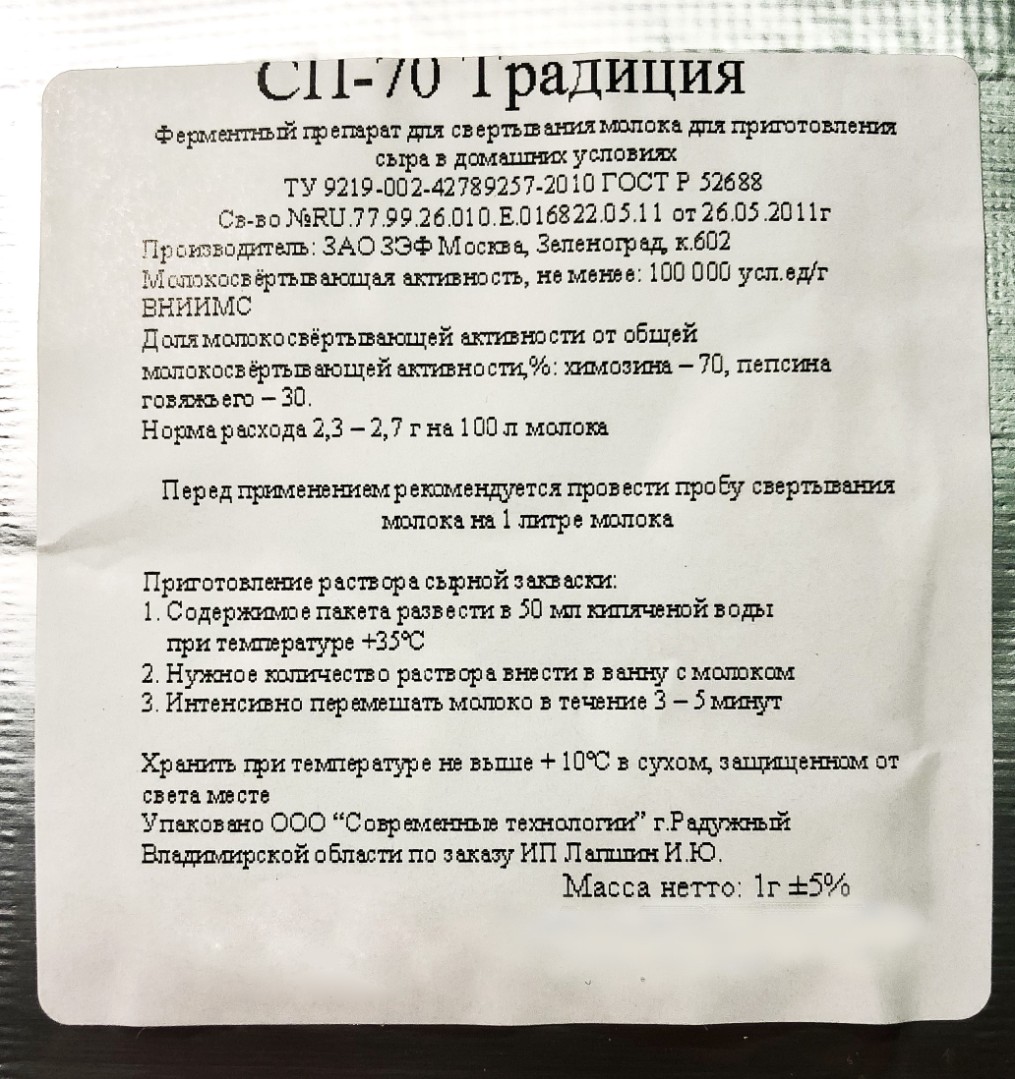 СП-70 Традиция
Ферментный препарат для свертывания молока для приготовления
сыра в домашних условиях
ТУ 9219-002-42789257-2010 ГОСТ Р 52688
Св-во №RU.77.99.26.010.Е.016822.05.11 от 26.05.2011г
Производитель: ЗАО ЗЭФ Москва, Зеленоград, к.602
Молокосвёртывающая активность, не менее: 100 000 усл.ед/г
ВНИИМС
Доля молокосвёртывающей активности от общей
молокосвёртывающей активности,%: химозина – 70, пепсина
говяжьего – 30.
Норма расхода 2,3 – 2,7 г на 100 л молока
Перед применением рекомендуется провести пробу свертывания
молока на 1 литре молока
Приготовление раствора сырной закваски:
1. Содержимое пакета развести в 50 мл кипяченой воды
при температуре +35°С
2. Нужное количество раствора внести в ванну с молоком
3. Интенсивно перемешать молоко в течение 3 – 5 минут
Хранить при температуре не выше + 10°С в сухом, защищенном от
света месте
Упаковано ООО “Современные технологии” г.Радужный
Владимирской области по заказу ИП Лапшин И.Ю.
Масса нетто: 1г ±5%